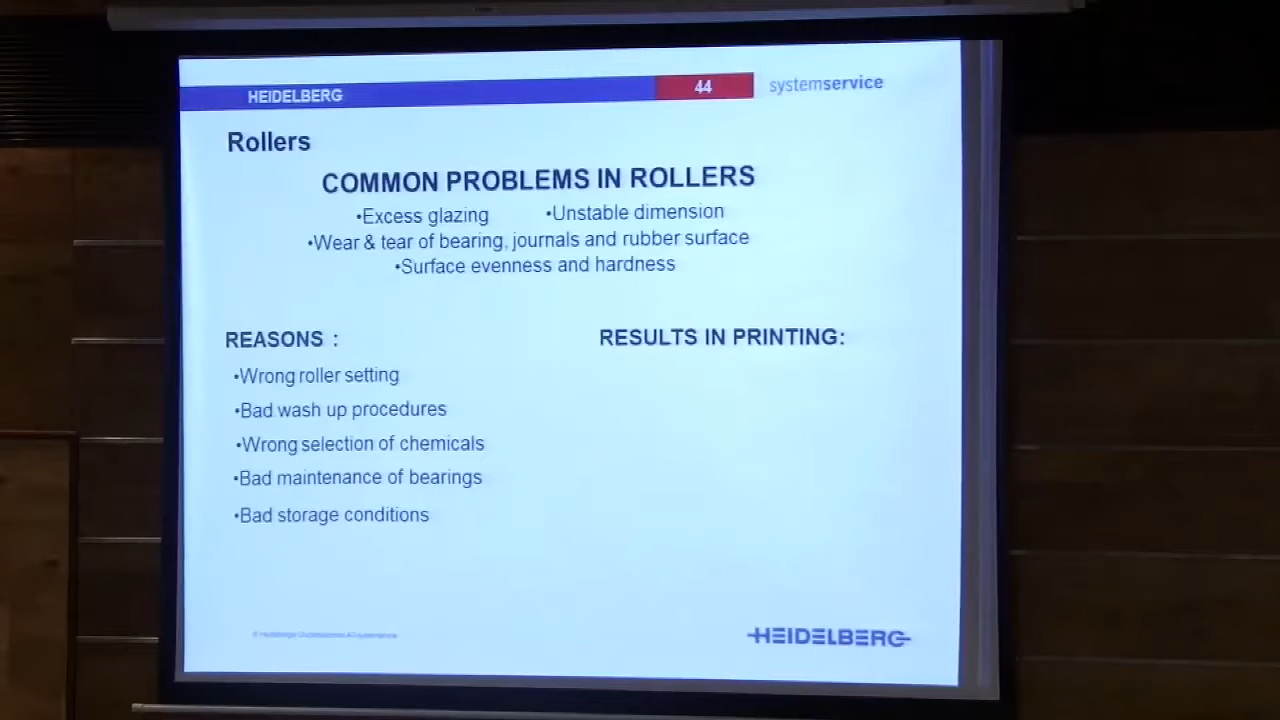 HEIDELBERG
44
systemservice
Rollers
COMMON PROBLEMS IN ROLLERS
•Excess glazing •Unstable dimension
•Wear & tear of bearing, journals and rubber surface
•Surface evenness and hardness
REASONS :
•Wrong roller setting
•Bad wash up procedures
•Wrong selection of chemicals
•Bad maintenance of bearings
•Bad storage conditions
RESULTS IN PRINTING:
HEIDELBERG